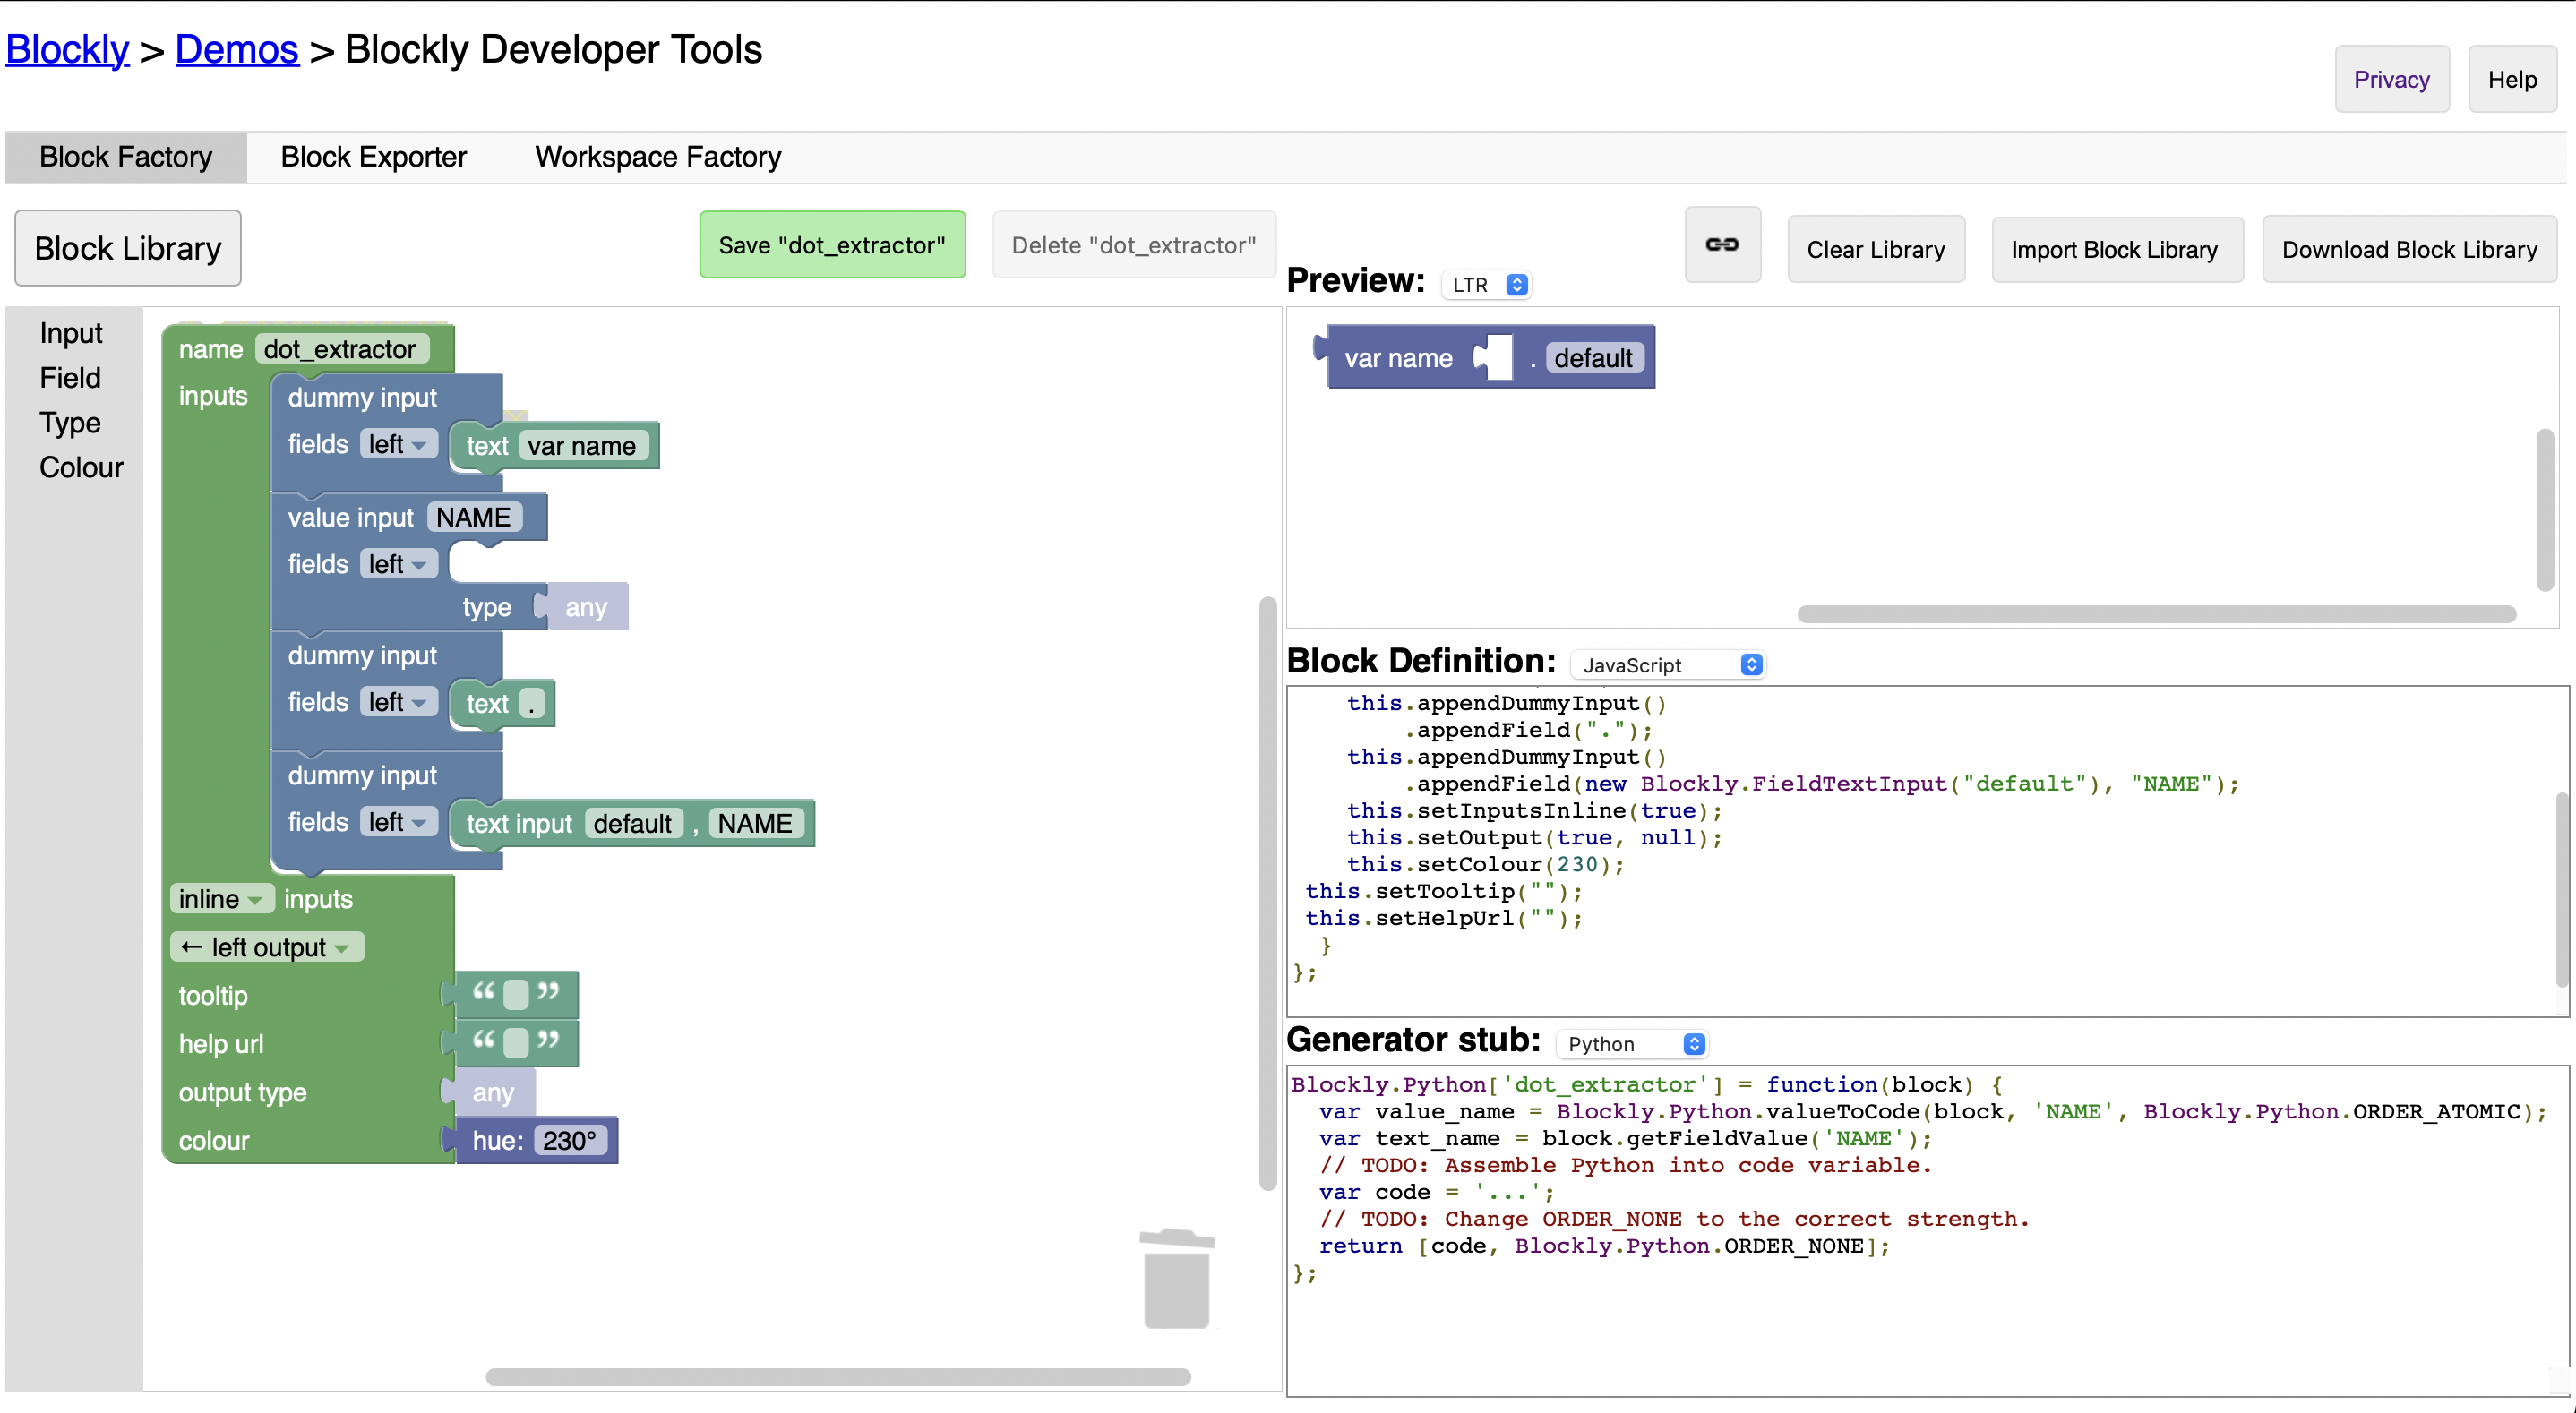 Blockly > Demos > Blockly Developer Tools
Privacy
Help
Block Factory
Block Exporter
Workspace Factory
Block Library
Save "dot_extractor"
Delete "dot_extractor"
Clear Library
Import Block Library
Download Block Library
Input
Field
Type
Colour
name dot_extractor
inputs
dummy input
fields left text var name
value input NAME
fields left
type any
dummy input
fields left text .
dummy input
fields left text input default , NAME
inline inputs
← left output
tooltip “ ”
help url “ ”
output type any
colour hue: 230°
Preview: LTR
var name . default
Block Definition: JavaScript
this.appendDummyInput()
.appendField(".");
this.appendDummyInput()
.appendField(new Blockly.FieldTextInput("default"), "NAME");
this.setInputsInline(true);
this.setOutput(true, null);
this.setColour(230);
this.setTooltip("");
this.setHelpUrl("");
}
};
Generator stub: Python
Blockly.Python['dot_extractor'] = function(block) {
var value_name = Blockly.Python.valueToCode(block, 'NAME', Blockly.Python.ORDER_ATOMIC);
var text_name = block.getFieldValue('NAME');
// TODO: Assemble Python into code variable.
var code = '...';
// TODO: Change ORDER_NONE to the correct strength.
return [code, Blockly.Python.ORDER_NONE];
};